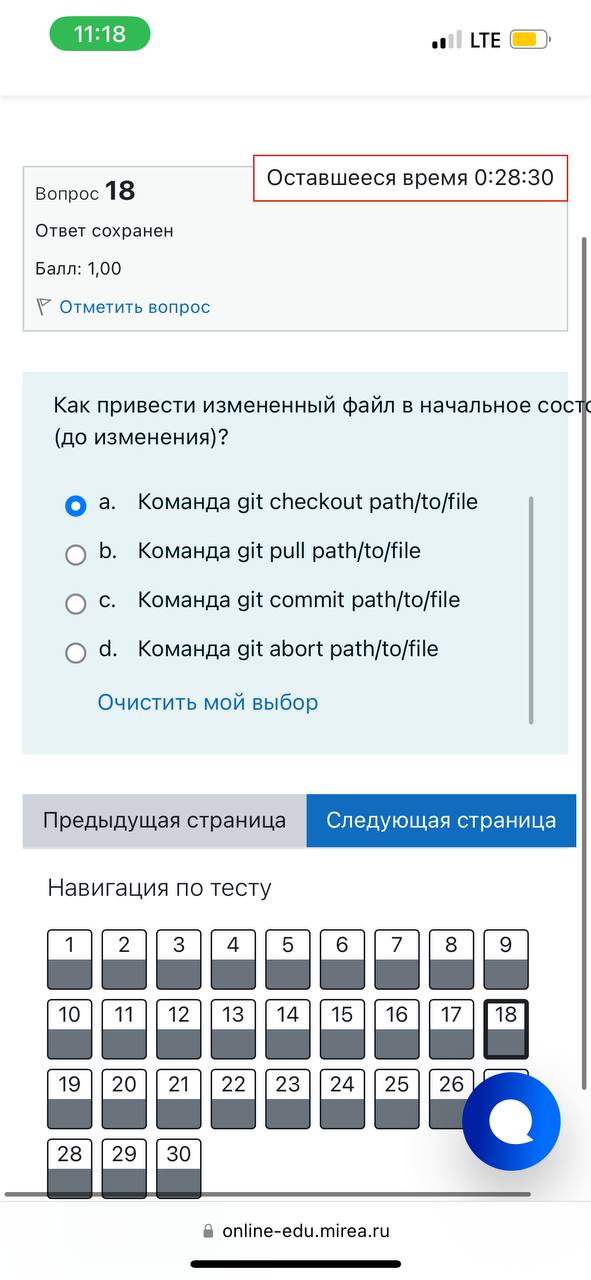 11:18
LTE
Оставшееся время 0:28:30
Вопрос 18
Ответ сохранен
Балл: 1,00
Отметить вопрос
Как привести измененный файл в начальное
(до изменения)?
a. Команда git checkout path/to/file
b. Команда git pull path/to/file
c. Команда git commit path/to/file
d. Команда git abort path/to/file
Очистить мой выбор
Предыдущая страница Следующая страница
Навигация по тесту
1 2 3 4 5 6 7 8 9
10 11 12 13 14 15 16 17 18
19 20 21 22 23 24 25 26
28 29 30
online-edu.mirea.ru